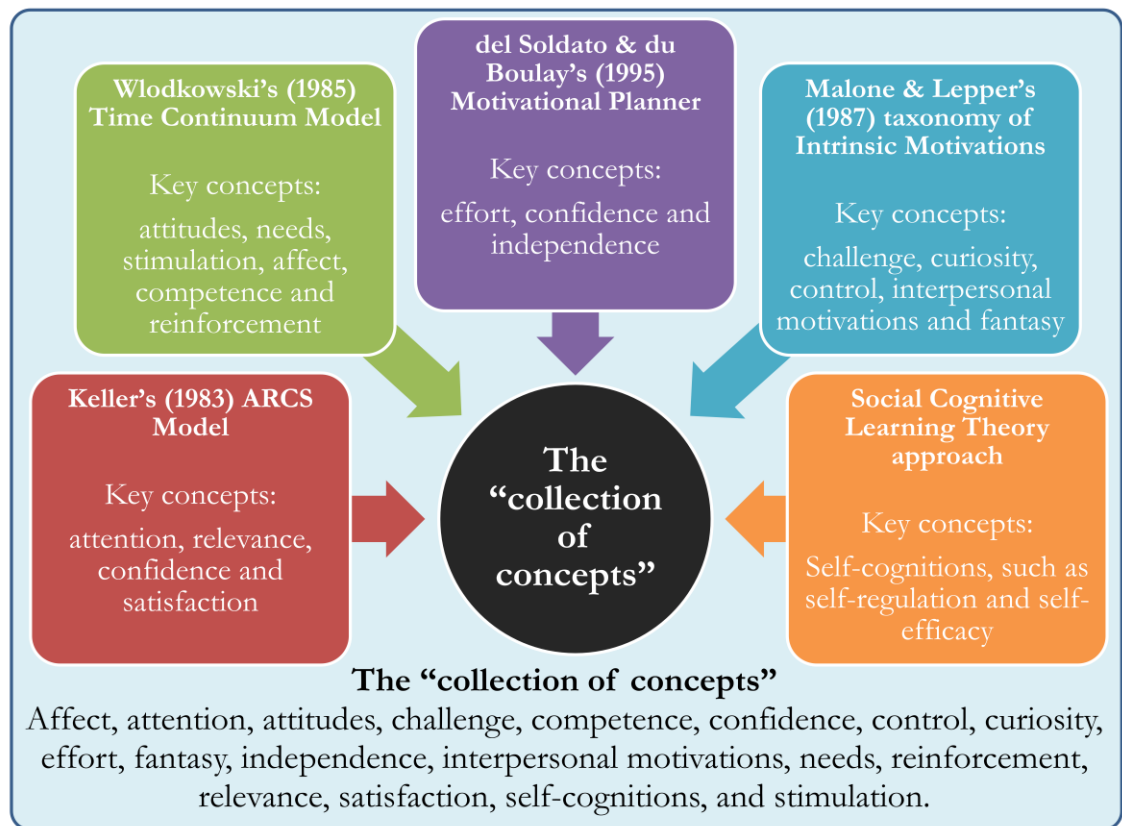 Wlodkowski's (1985)
Time Continuum Model
Key concepts:
attitudes, needs,
stimulation, affect,
competence and
reinforcement
del Soldato & du
Boulay's (1995)
Motivational Planner
Key concepts:
effort, confidence and
independence
Malone & Lepper's
(1987) taxonomy of
Intrinsic Motivations
Key concepts:
challenge, curiosity,
control, interpersonal
motivations and fantasy
Keller's (1983) ARCS
Model
Key concepts:
attention, relevance,
confidence and
satisfaction
The
“collection
of
concepts”
Social Cognitive
Learning Theory
approach
Key concepts:
Self-cognitions, such as
self-regulation and self-
efficacy
The “collection of concepts”
Affect, attention, attitudes, challenge, competence, confidence, control, curiosity,
effort, fantasy, independence, interpersonal motivations, needs, reinforcement,
relevance, satisfaction, self-cognitions, and stimulation.